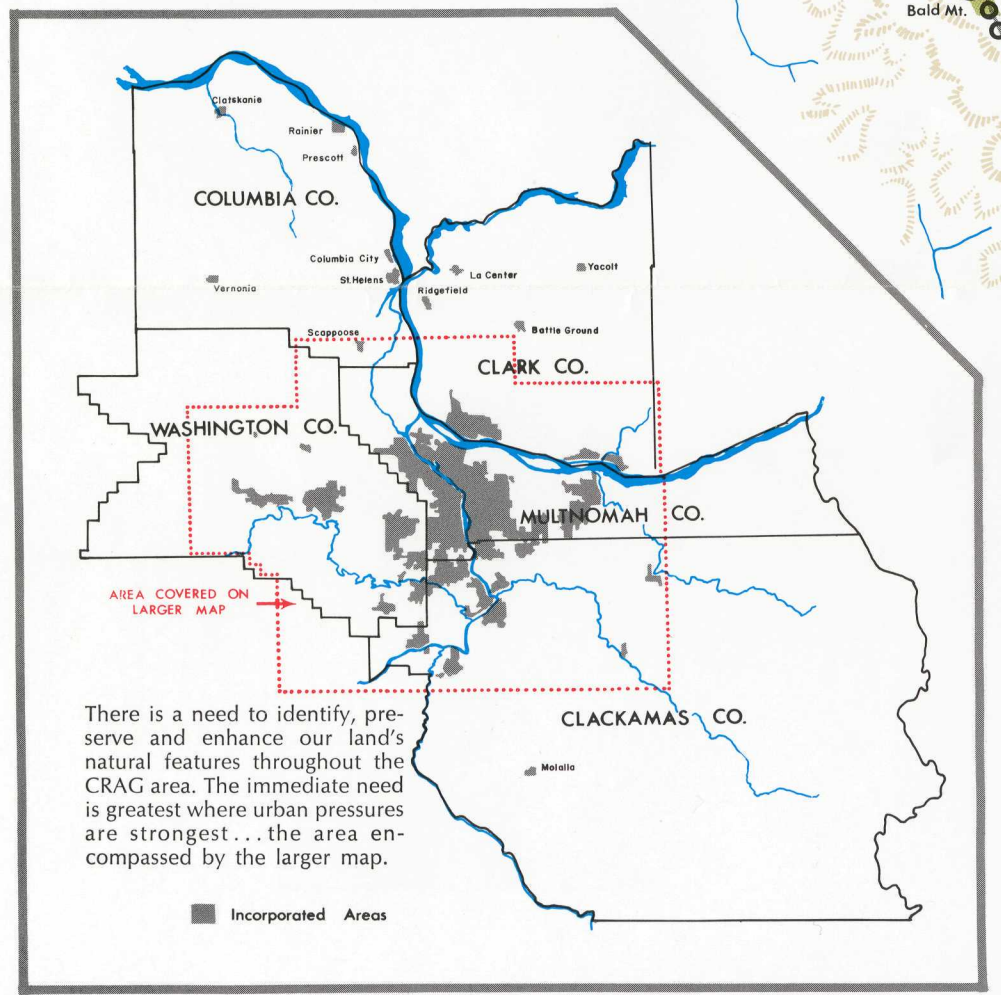 Bald Mt.
Clatskanie
Rainier
Prescott
COLUMBIA CO.
Columbia City
St. Helens
La Center
Yacolt
Vernonia
Ridgefield
Scappoose
Battle Ground
CLARK CO.
WASHINGTON CO.
MULTNOMAH CO.
AREA COVERED ON
LARGER MAP
There is a need to identify, pre-
serve and enhance our land's
natural features throughout the
CRAG area. The immediate need
is greatest where urban pressures
are strongest...the area en-
compassed by the larger map.
CLACKAMAS CO.
Molalla
Incorporated Areas